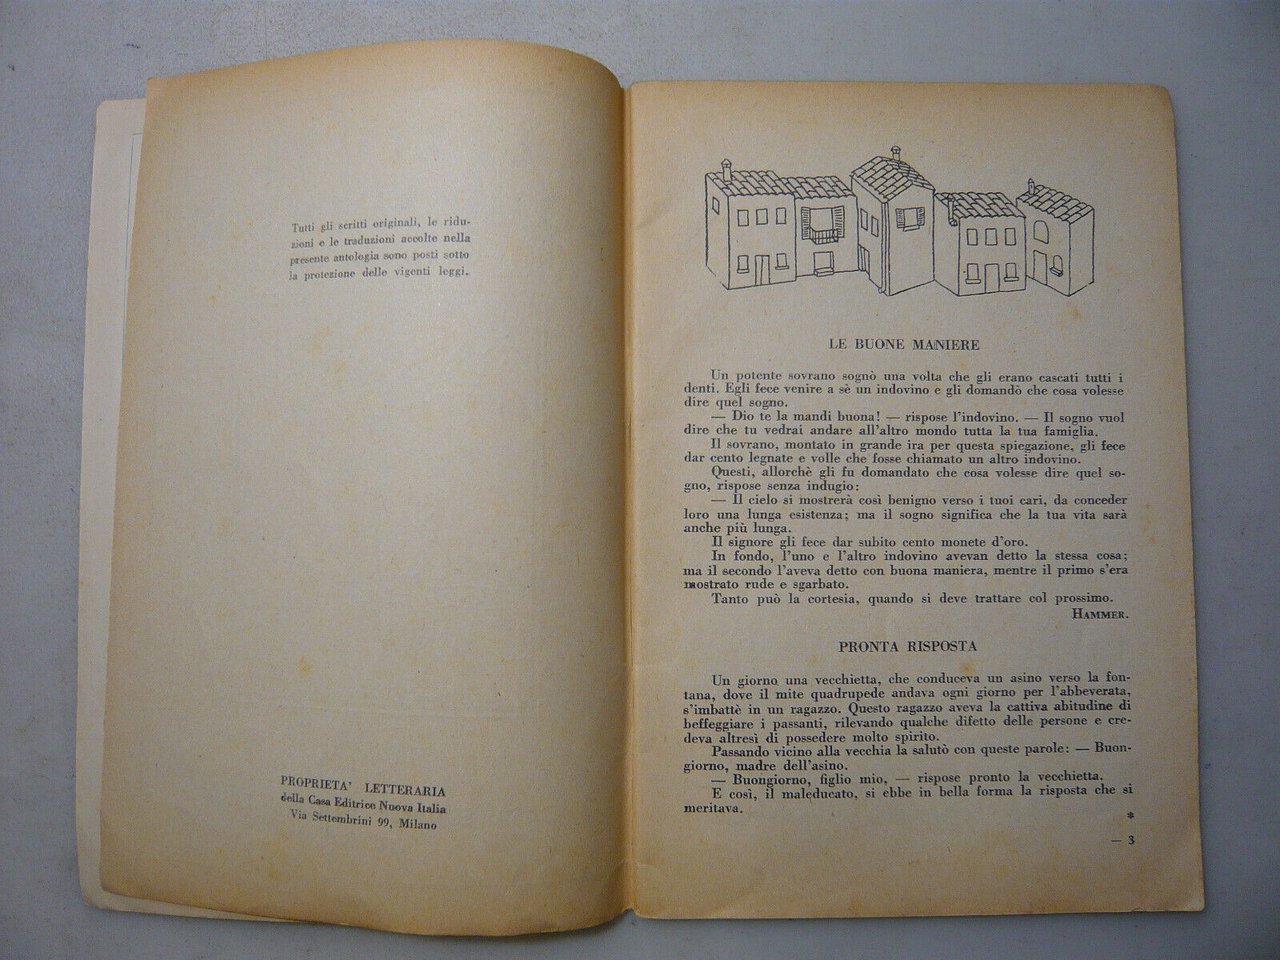 Tutti gli scritti originali, le ridu-
zioni e le traduzioni accolte nella
presente antologia sono posti sotto
la protezione delle vigenti leggi.
PROPRIETA' LETTERARIA
della Casa Editrice Nuova Italia
Via Settembrini 99, Milano
LE BUONE MANIERE
Un potente sovrano sognò una volta che gli erano cascati tutti i
denti. Egli fece venire a sè un indovino e gli domandò che cosa volesse
dire quel sogno.
— Dio te la mandi buona! — rispose l'indovino. — Il sogno vuol
dire che tu vedrai andare all'altro mondo tutta la tua famiglia.
Il sovrano, montato in grande ira per questa spiegazione, gli fece
dar cento legnate e volle che fosse chiamato un altro indovino.
Questi, allorchè gli fu domandato che cosa volesse dire quel so-
gno, rispose senza indugio:
— Il cielo si mostrerà così benigno verso i tuoi cari, da conceder
loro una lunga esistenza; ma il sogno significa che la tua vita sarà
anche più lunga.
Il signore gli fece dar subito cento monete d'oro.
In fondo, l'uno e l'altro indovino avevan detto la stessa cosa;
ma il secondo l'aveva detto con buona maniera, mentre il primo s'era
mostrato rude e sgarbato.
Tanto può la cortesia, quando si deve trattare col prossimo.
HAMMER.
PRONTA RISPOSTA
Un giorno una vecchietta, che conduceva un asino verso la fon-
tana, dove il mite quadrupede andava ogni giorno per l'abbeverata,
s'imbattè in un ragazzo. Questo ragazzo aveva la cattiva abitudine di
beffeggiare i passanti, rilevando qualche difetto delle persone e cre-
deva altresì di possedere molto spirito.
Passando vicino alla vecchia la salutò con queste parole: — Buon-
giorno, madre dell'asino.
— Buongiorno, figlio mio, — rispose pronto la vecchietta.
E così, il maleducato, si ebbe in bella forma la risposta che si
meritava.
*
— 3